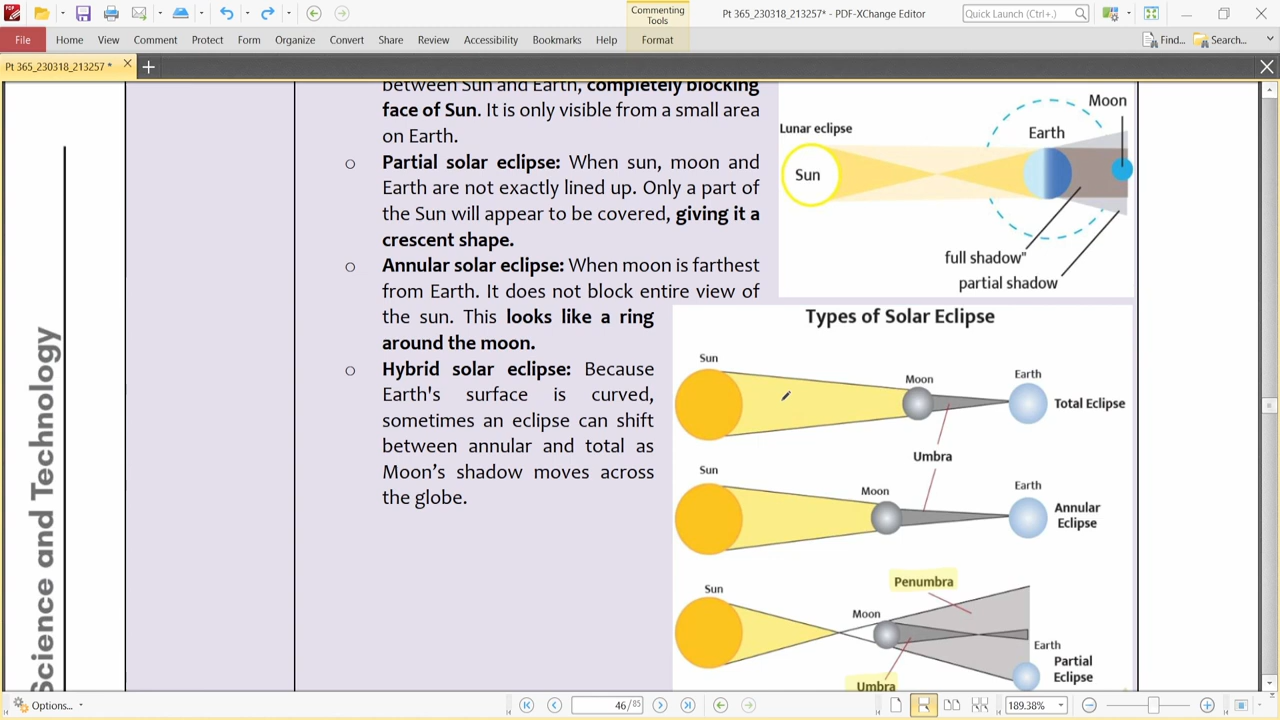 Commenting
Tools
Pt 365_230318_213257* - PDF-XChange Editor
Quick Launch (Ctrl+.)
File
Home
View
Comment
Protect
Form
Organize
Convert
Share
Review
Accessibility
Bookmarks
Help
Format
Find...
Search...
Pt 365_230318_213257 *
between Sun and Earth, completely blocking
face of Sun. It is only visible from a small area
on Earth.
o Partial solar eclipse: When sun, moon and
Earth are not exactly lined up. Only a part of
the Sun will appear to be covered, giving it a
crescent shape.
o Annular solar eclipse: When moon is farthest
from Earth. It does not block entire view of
the sun. This looks like a ring
around the moon.
o Hybrid solar eclipse: Because
Earth's surface is curved,
sometimes an eclipse can shift
between annular and total as
Moon's shadow moves across
the globe.
Science and Technology
Moon
Lunar eclipse
Earth
Sun
full shadow"
partial shadow
Types of Solar Eclipse
Sun
Moon
Earth
Total Eclipse
Umbra
Sun
Moon
Earth
Annular
Eclipse
Penumbra
Sun
Moon
Earth
Partial
Eclipse
Umbra
Options...
46 /85
189.38%